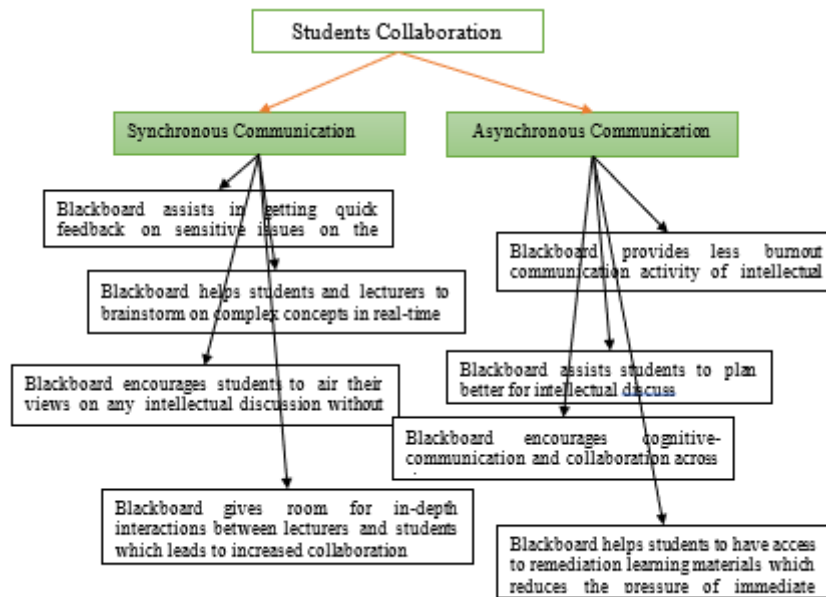 Students Collaboration
Synchronous Communication
Asynchronous Communication
Blackboard assists in getting quick
feedback on sensitive issues on the
Blackboard helps students and lecturers to
brainstorm on complex concepts in real-time
Blackboard encourages students to air their
views on any intellectual discussion without
Blackboard gives room for in-depth
interactions between lecturers and students
which leads to increased collaboration
Blackboard provides less burnout
communication activity of intellectual
Blackboard assists students to plan
better for intellectual discuss
Blackboard encourages cognitive-
communication and collaboration across
Blackboard helps students to have access
to remediation learning materials which
reduces the pressure of immediate